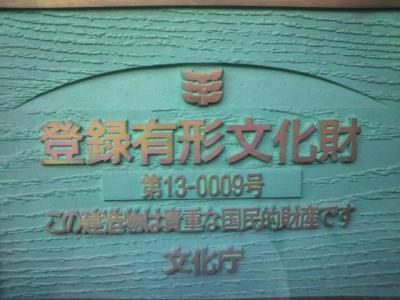 登録有形文化財
第13-0009号
この建造物は貴重な国民的財産です
文化庁